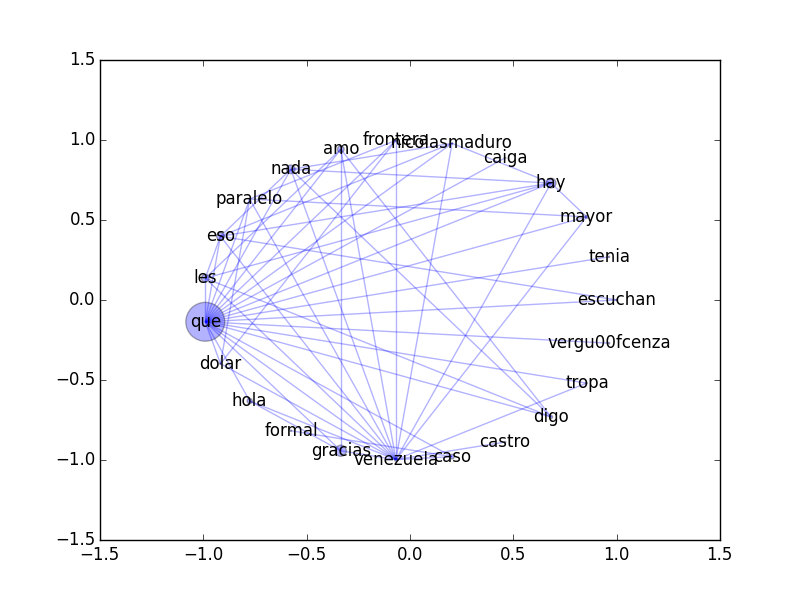 1.5
1.0
0.5
0.0
−0.5
−1.0
−1.5
frontera
nicolasmaduro
amo
caiga
nada
hay
paralelo
mayor
eso
tenia
les
escuchan
que
vergu00fcenza
dolar
tropa
hola
digo
formal
castro
gracias
venezuela
caso
−1.5 −1.0 −0.5 0.0 0.5 1.0 1.5